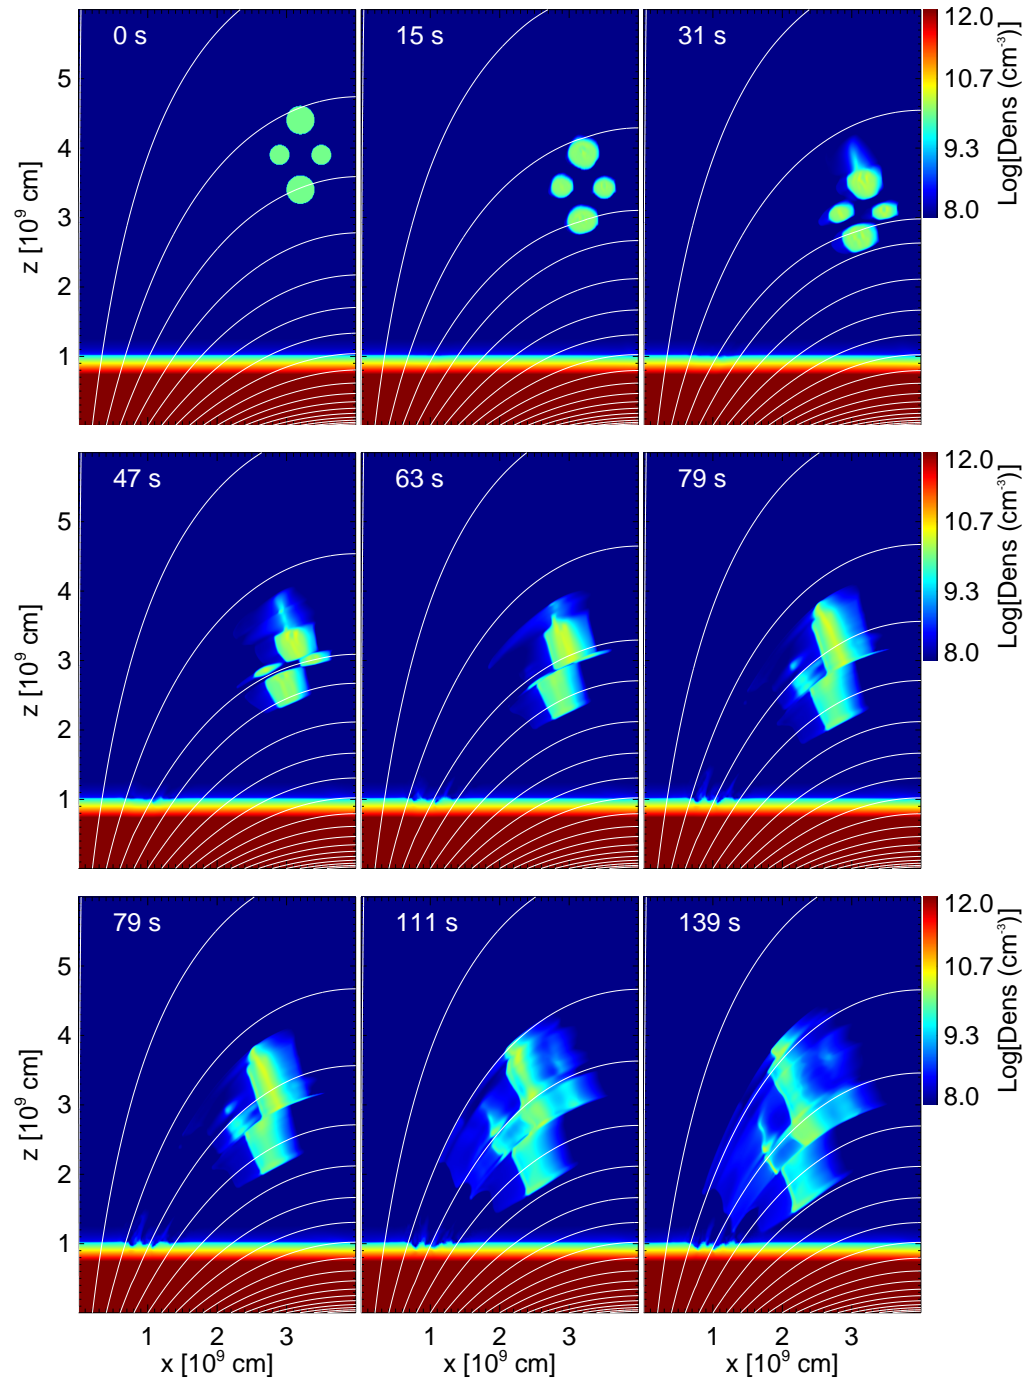 0 s 15 s 31 s
5
4
3
2
1
z [10⁹ cm]
12.0
10.7
9.3
8.0
Log[Dens (cm⁻³)]
47 s 63 s 79 s
5
4
3
2
1
z [10⁹ cm]
12.0
10.7
9.3
8.0
Log[Dens (cm⁻³)]
79 s 111 s 139 s
5
4
3
2
1
z [10⁹ cm]
12.0
10.7
9.3
8.0
Log[Dens (cm⁻³)]
1 2 3 1 2 3 1 2 3
x [10⁹ cm] x [10⁹ cm] x [10⁹ cm]